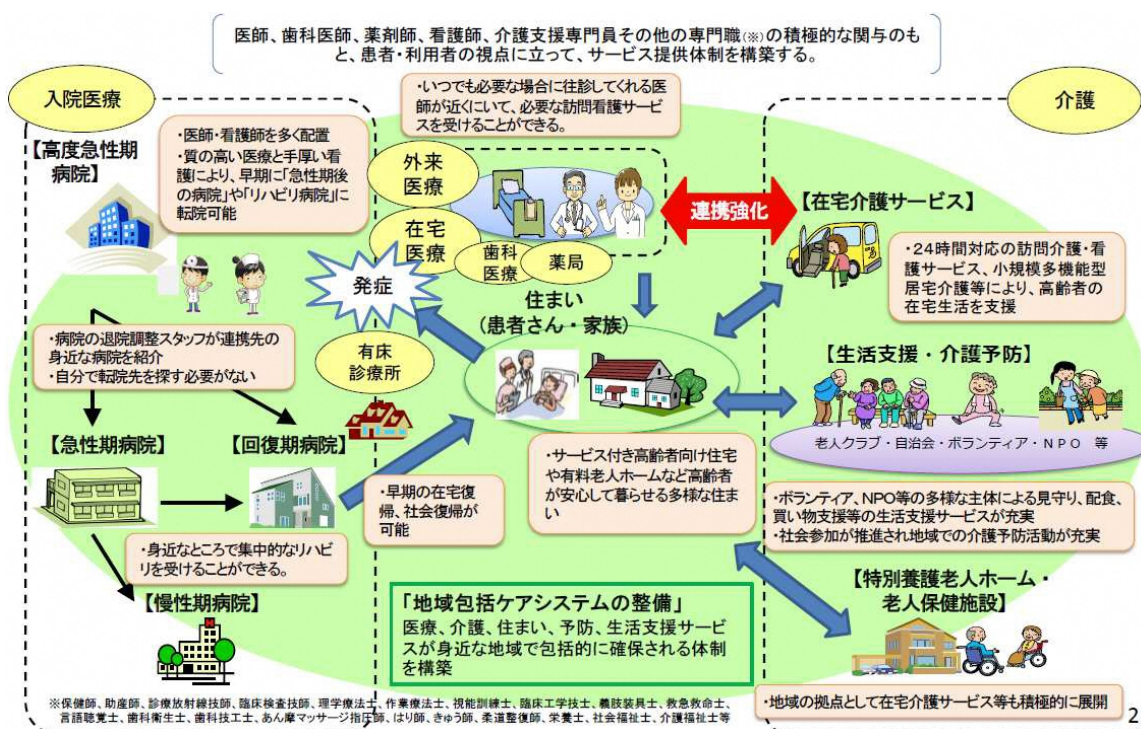 医師、歯科医師、薬剤師、看護師、介護支援専門員その他の専門職(※)の積極的な関与のも
と、患者・利用者の視点に立って、サービス提供体制を構築する。
入院医療
【高度急性期
病院】
・医師・看護師を多く配置
・質の高い医療と手厚い看
護により、早期に「急性期後
の病院」や「リハビリ病院」に
転院可能
・病院の退院調整スタッフが連携先の
身近な病院を紹介
・自分で転院先を探す必要がない
【急性期病院】
【回復期病院】
・身近なところで集中的なリハビ
リを受けることができる。
【慢性期病院】
・いつでも必要な場合に往診してくれる医
師が近くにいて、必要な訪問看護サービ
スを受けることができる。
外来
医療
在宅
医療
歯科
医療
薬局
発症
住まい
(患者さん・家族)
有床
診療所
・早期の在宅復
帰、社会復帰が
可能
・サービス付き高齢者向け住宅
や有料老人ホームなど高齢者
が安心して暮らせる多様な住ま
い
連携強化
介護
【在宅介護サービス】
・24時間対応の訪問介護・看
護サービス、小規模多機能型
居宅介護等により、高齢者の
在宅生活を支援
【生活支援・介護予防】
老人クラブ・自治会・ボランティア・NPO 等
・ボランティア、NPO等の多様な主体による見守り、配食、
買い物支援等の生活支援サービスが充実
・社会参加が推進され地域での介護予防活動が充実
【特別養護老人ホーム・
老人保健施設】
・地域の拠点として在宅介護サービス等も積極的に展開
「地域包括ケアシステムの整備」
医療、介護、住まい、予防、生活支援サービ
スが身近な地域で包括的に確保される体制
を構築
※保健師、助産師、診療放射線技師、臨床検査技師、理学療法士、作業療法士、視能訓練士、臨床工学技士、義肢装具士、救急救命士、
言語聴覚士、歯科衛生士、歯科技工士、あん摩マッサージ指圧師、はり師、きゅう師、柔道整復師、栄養士、社会福祉士、介護福祉士等
2